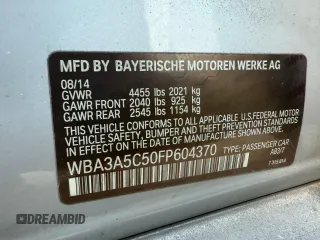 MFD BY BAYERISCHE MOTOREN WERKE AG
08/14
GVWR 4455 lbs 2021 kg
GAWR FRONT 2040 lbs 925 kg
GAWR REAR 2545 lbs 1154 kg
THIS VEHICLE CONFORMS TO ALL APPLICABLE
U.S. FEDERAL MOTOR VEHICLE SAFETY, BUMPER,
AND THEFT PREVENTION STANDARDS IN EFFECT
ON THE DATE OF MANUFACTURE SHOWN ABOVE.
WBA3A5C50FP604370 TYPE: PASSENGER CAR
A83/7
DREAMBID